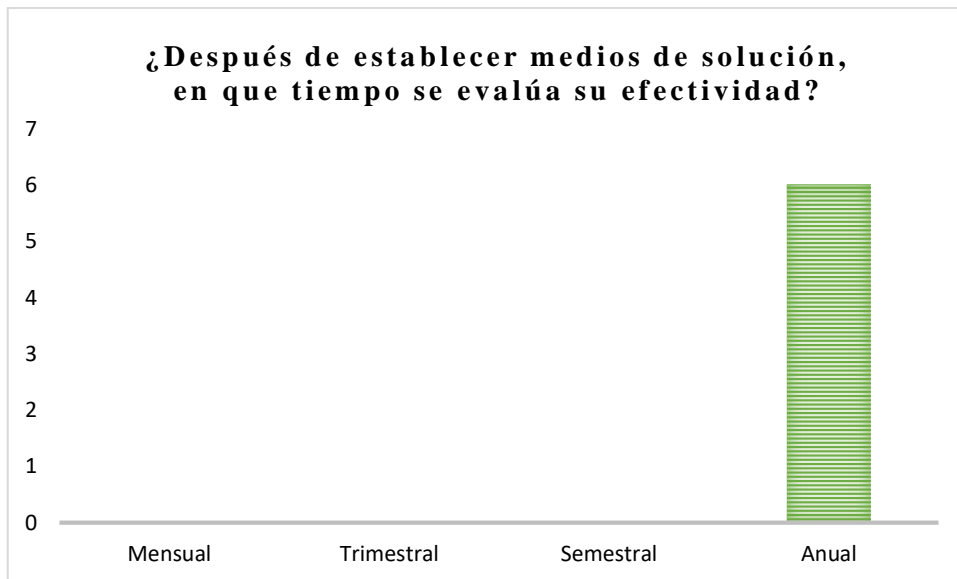 ¿Después de establecer medios de solución,
en que tiempo se evalúa su efectividad?
7
6
5
4
3
2
1
0
Mensual Trimestral Semestral Anual